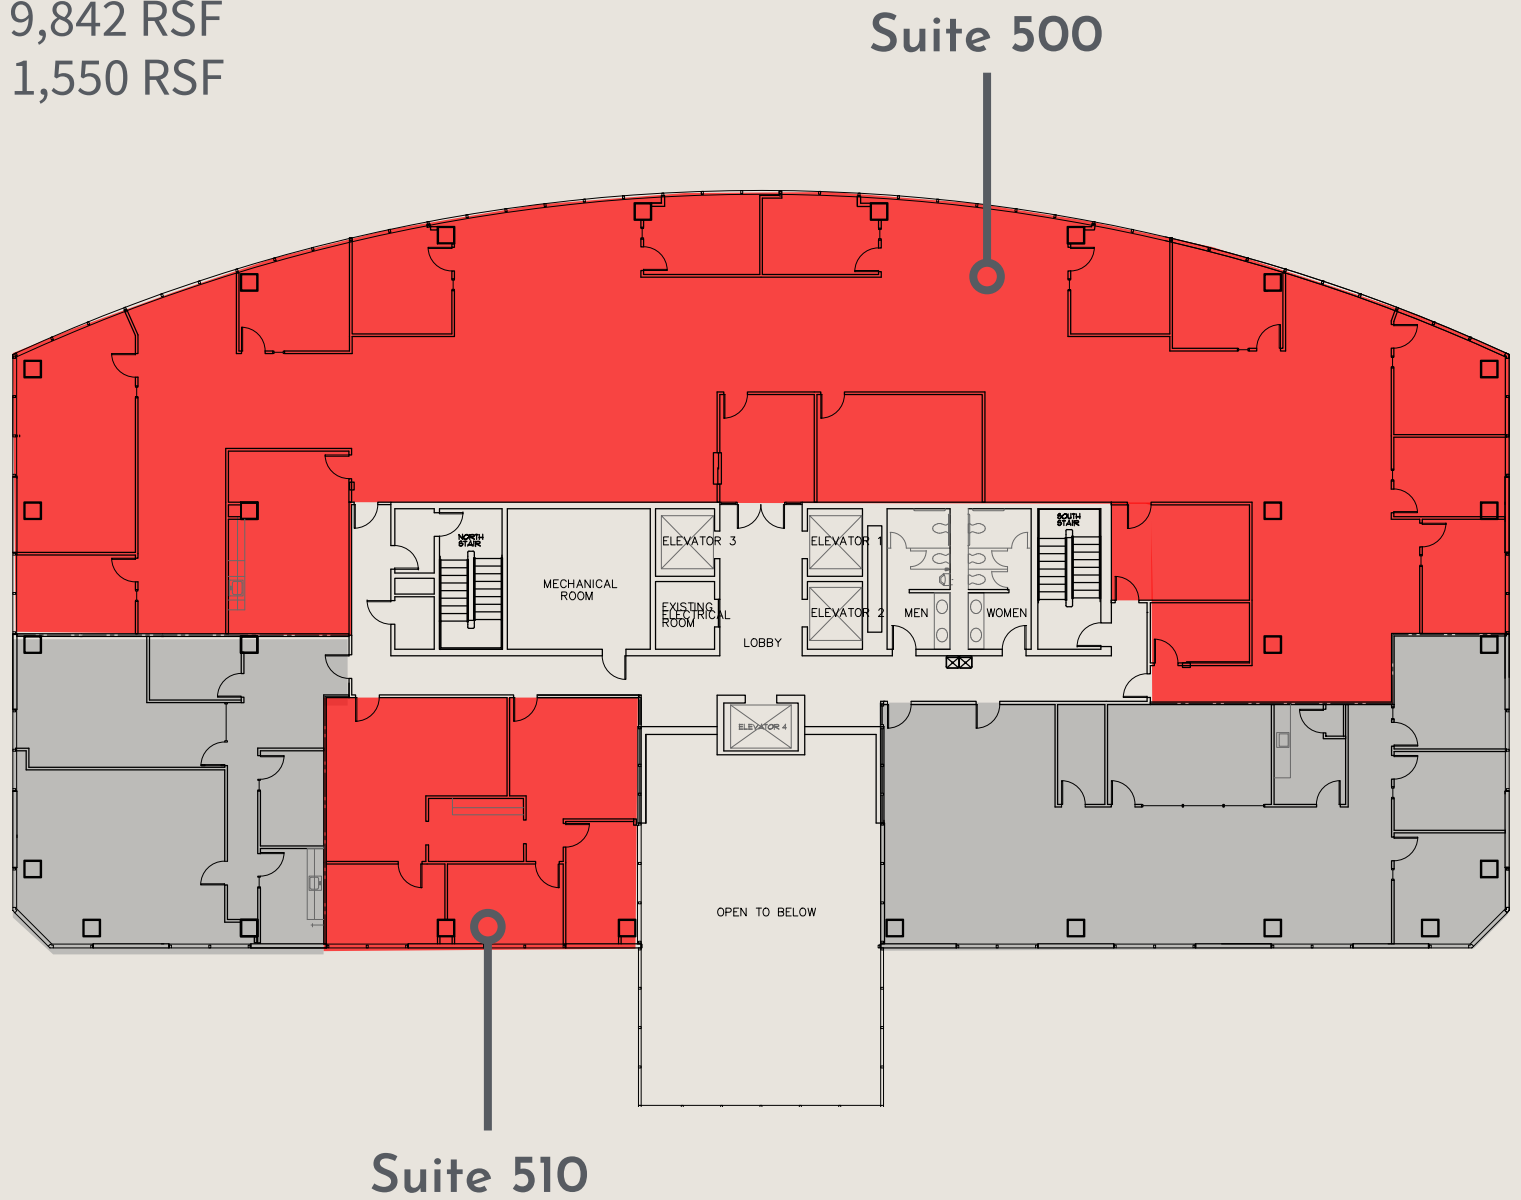 9,842 RSF
1,550 RSF
Suite 500
NORTH
STAIR
MECHANICAL
ROOM
ELEVATOR 3
EXISTING
ELECTRICAL
ROOM
LOBBY
ELEVATOR 1
ELEVATOR 2
MEN
WOMEN
SOUTH
STAIR
ELEVATOR 4
OPEN TO BELOW
Suite 510